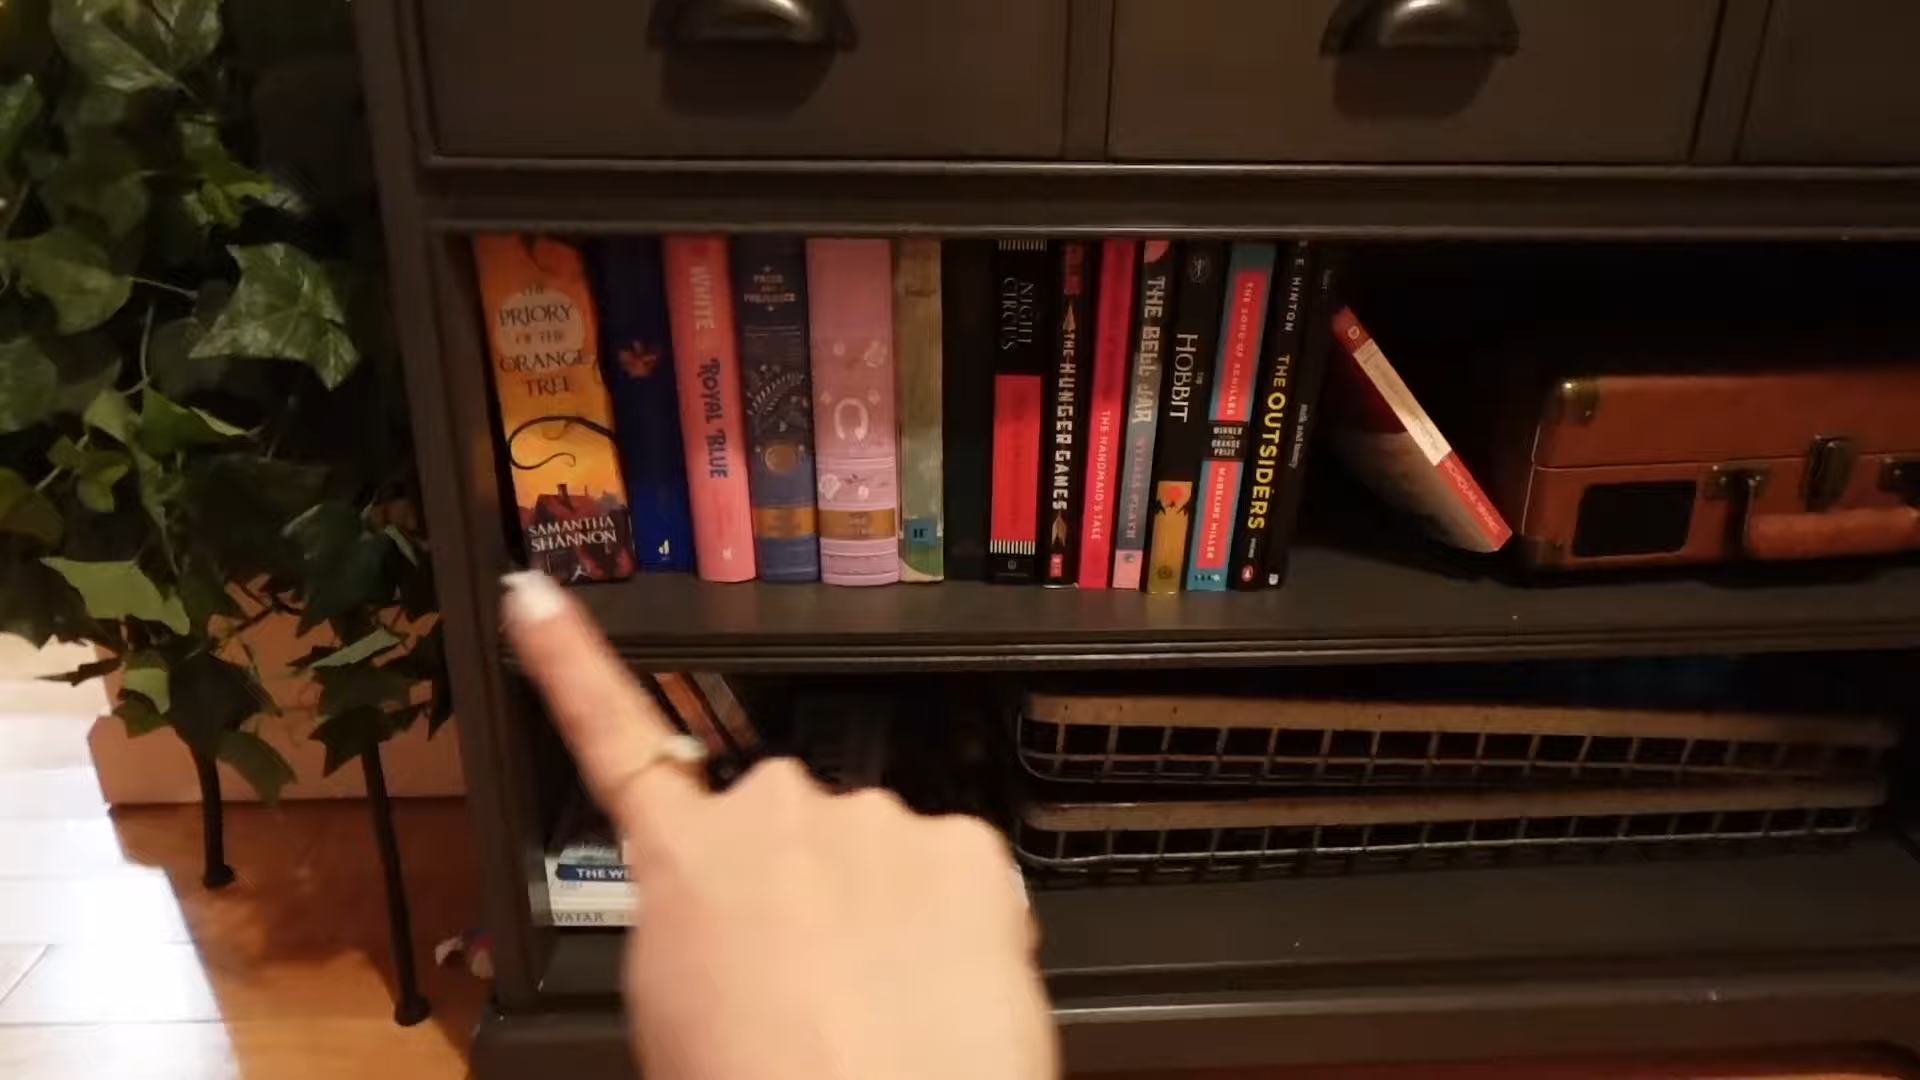 THE
PRIORY
OF THE
ORANGE
TREE
SAMANTHA
SHANNON
WHITE ROYAL BLUE
PRIDE
AND
PREJUDICE
NIGHT
CIRCUS
THE HUNGER GAMES
THE HANDMAID'S TALE
THE BELL JAR SYLVIA PLATH
THE
HOBBIT
THE SONG OF ACHILLES
WINNER
ORANGE
PRIZE
MADELINE MILLER
E. HINTON THE OUTSIDERS
milk and honey
THE WE
VATAR